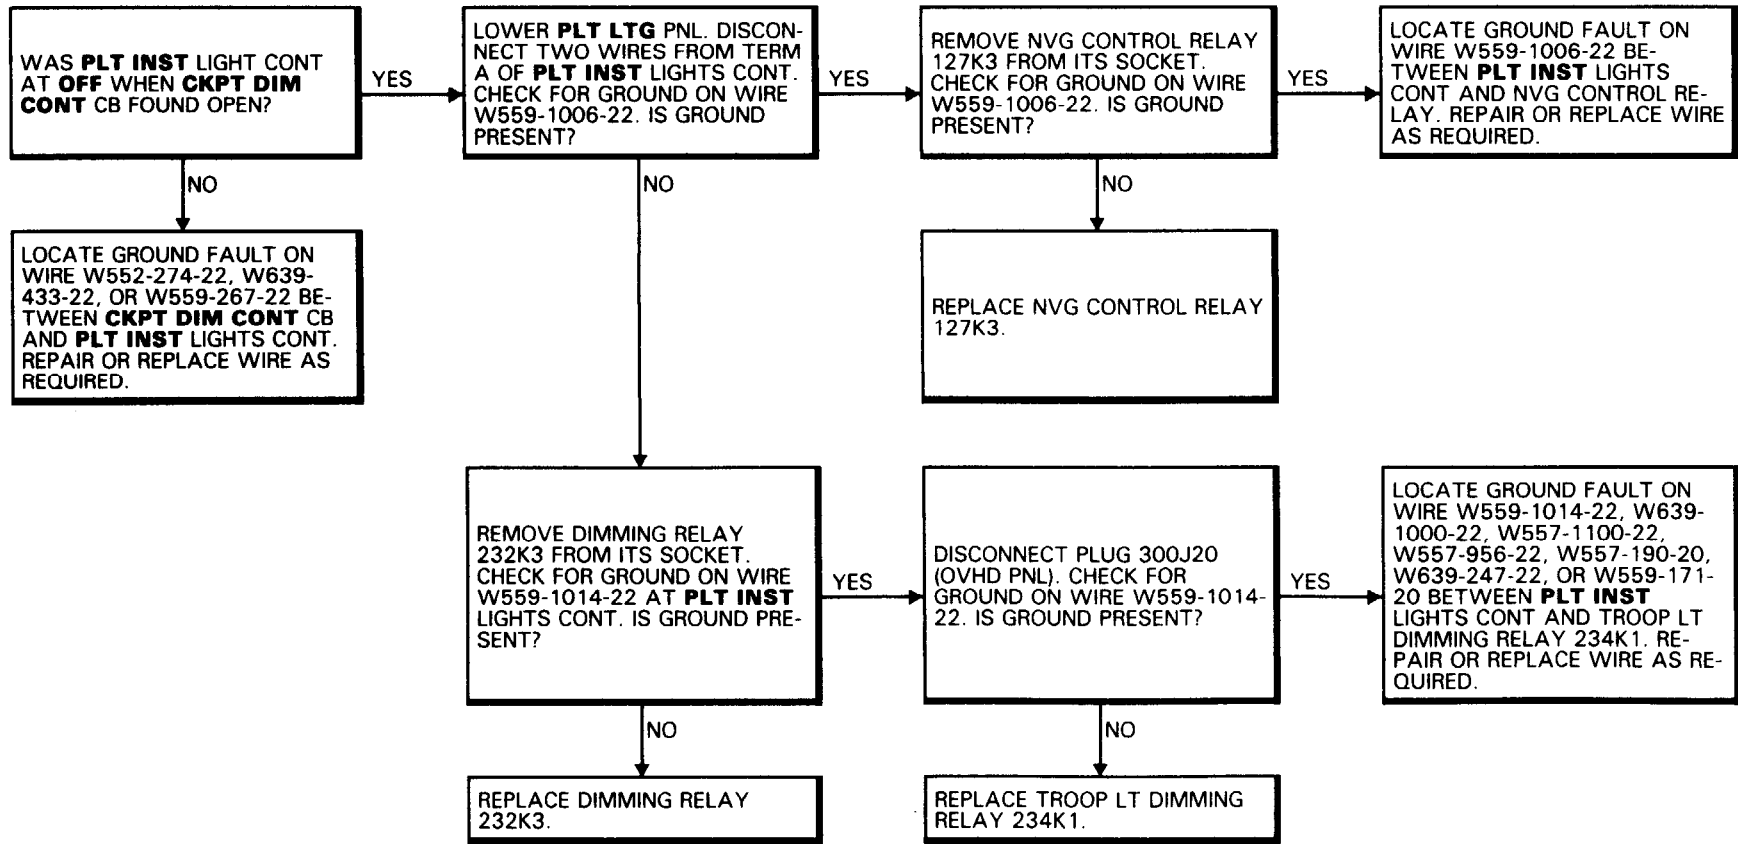 WAS PLT INST LIGHT CONT
AT OFF WHEN CKPT DIM
CONT CB FOUND OPEN?
YES
LOWER PLT LTG PNL. DISCON-
NECT TWO WIRES FROM TERM
A OF PLT INST LIGHTS CONT.
CHECK FOR GROUND ON WIRE
W559-1006-22. IS GROUND
PRESENT?
YES
REMOVE NVG CONTROL RELAY
127K3 FROM ITS SOCKET.
CHECK FOR GROUND ON WIRE
W559-1006-22. IS GROUND
PRESENT?
YES
LOCATE GROUND FAULT ON
WIRE W559-1006-22 BE-
TWEEN PLT INST LIGHTS
CONT AND NVG CONTROL RE-
LAY. REPAIR OR REPLACE WIRE
AS REQUIRED.
NO
NO
NO
LOCATE GROUND FAULT ON
WIRE W552-274-22, W639-
433-22, OR W559-267-22 BE-
TWEEN CKPT DIM CONT CB
AND PLT INST LIGHTS CONT.
REPAIR OR REPLACE WIRE AS
REQUIRED.
REPLACE NVG CONTROL RELAY
127K3.
REMOVE DIMMING RELAY
232K3 FROM ITS SOCKET.
CHECK FOR GROUND ON WIRE
W559-1014-22 AT PLT INST
LIGHTS CONT. IS GROUND PRE-
SENT?
YES
DISCONNECT PLUG 300J20
(OVHD PNL). CHECK FOR
GROUND ON WIRE W559-1014-
22. IS GROUND PRESENT?
YES
LOCATE GROUND FAULT ON
WIRE W559-1014-22, W639-
1000-22, W557-1100-22,
W557-956-22, W557-190-20,
W639-247-22, OR W559-171-
20 BETWEEN PLT INST
LIGHTS CONT AND TROOP LT
DIMMING RELAY 234K1. RE-
PAIR OR REPLACE WIRE AS RE-
QUIRED.
NO
NO
REPLACE DIMMING RELAY
232K3.
REPLACE TROOP LT DIMMING
RELAY 234K1.